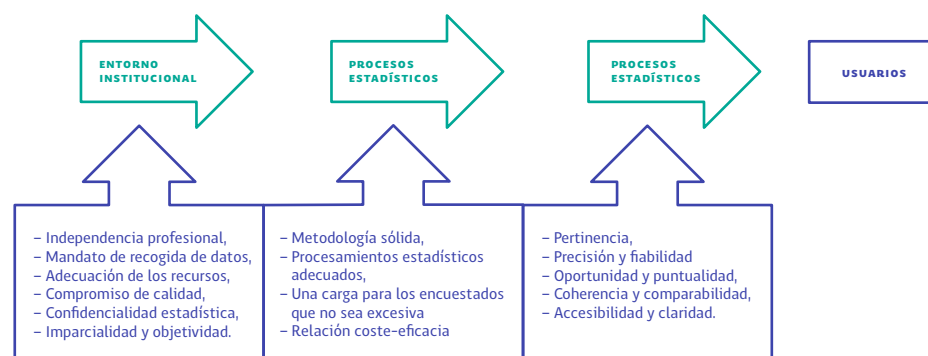 ENTORNO
INSTITUCIONAL
PROCESOS
ESTADÍSTICOS
PROCESOS
ESTADÍSTICOS
USUARIOS
– Independencia profesional,
– Mandato de recogida de datos,
– Adecuación de los recursos,
– Compromiso de calidad,
– Confidencialidad estadística,
– Imparcialidad y objetividad.
– Metodología sólida,
– Procesamientos estadísticos
adecuados,
– Una carga para los encuestados
que no sea excesiva
– Relación coste-eficacia
– Pertinencia,
– Precisión y fiabilidad
– Oportunidad y puntualidad,
– Coherencia y comparabilidad,
– Accesibilidad y claridad.